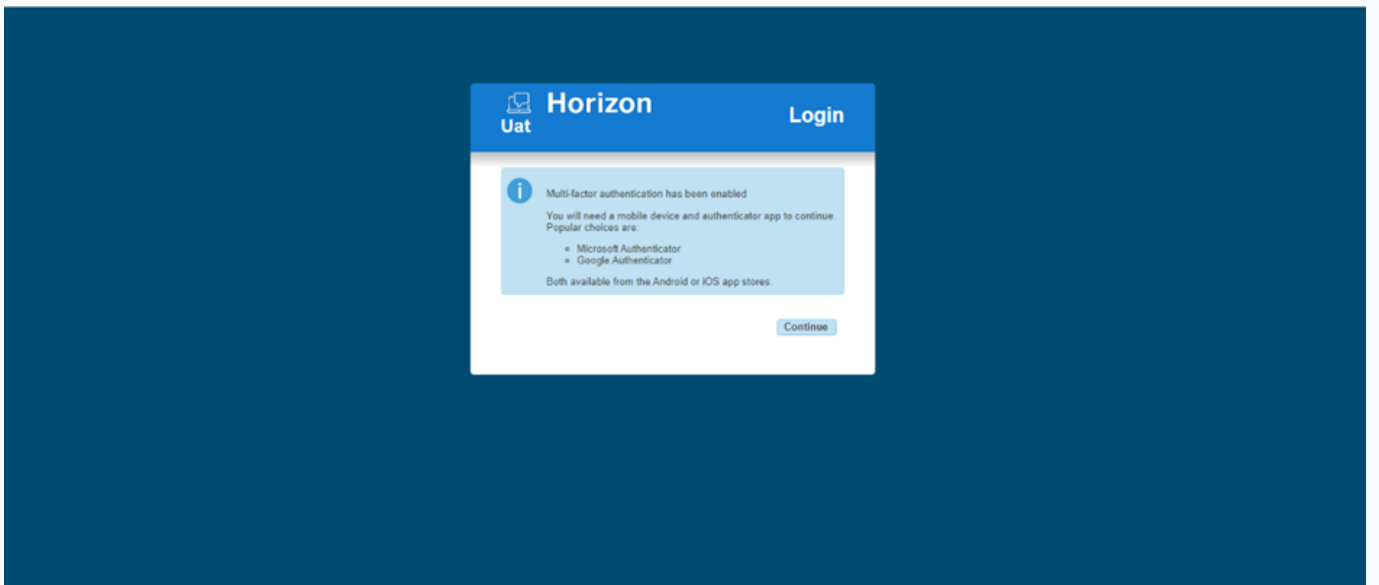 Horizon
Uat
Login
Multi-factor authentication has been enabled
You will need a mobile device and authenticator app to continue.
Popular choices are:
Microsoft Authenticator
Google Authenticator
Both available from the Android or iOS app stores.
Continue